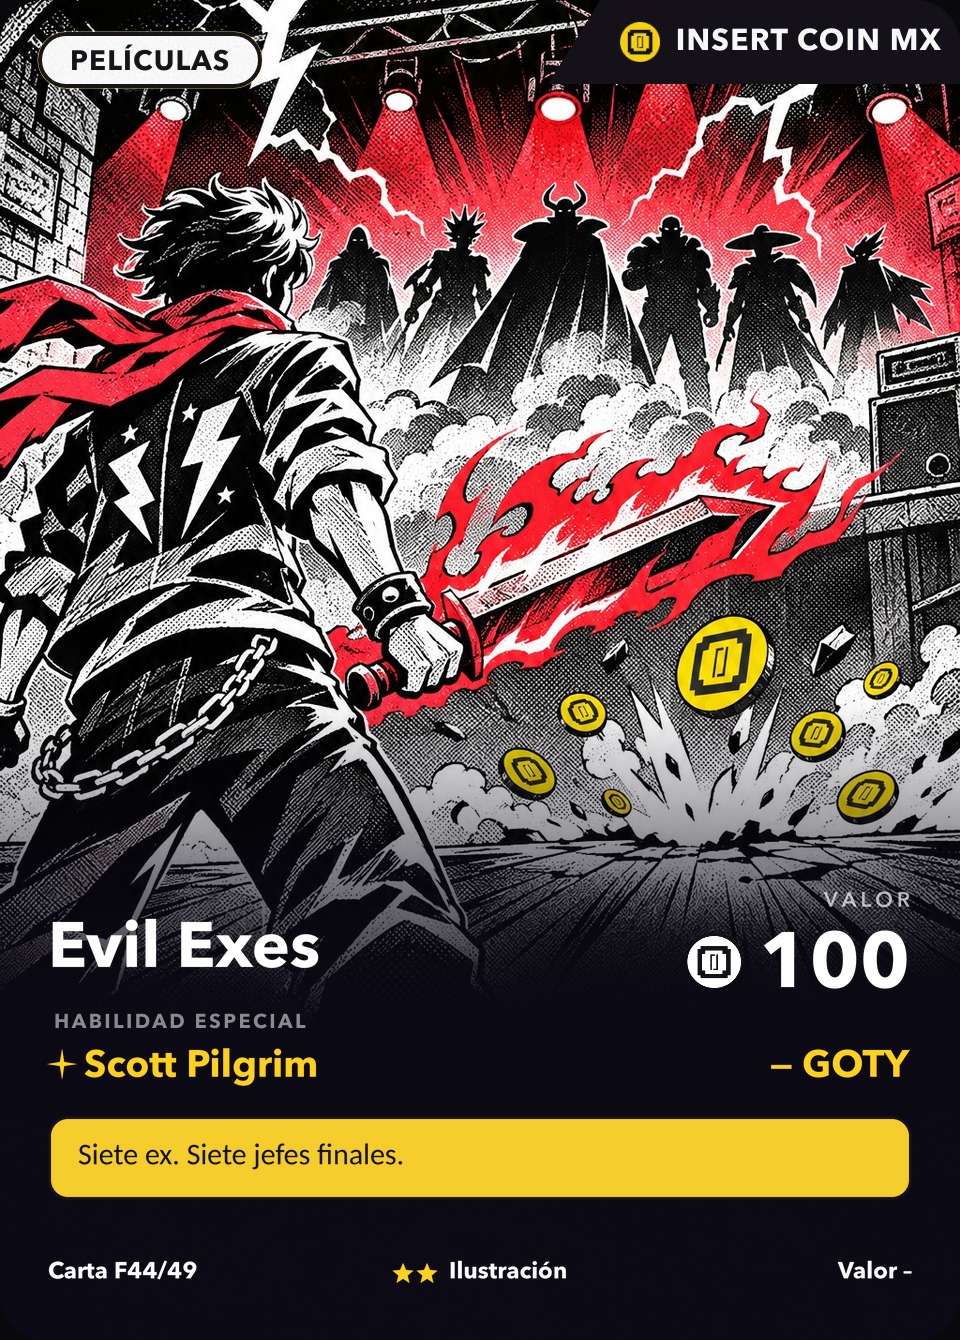 PELÍCULAS
INSERT COIN MX
VALOR
Evil Exes
100
HABILIDAD ESPECIAL
Scott Pilgrim
– GOTY
Siete ex. Siete jefes finales.
Carta F44/49
Ilustración
Valor –